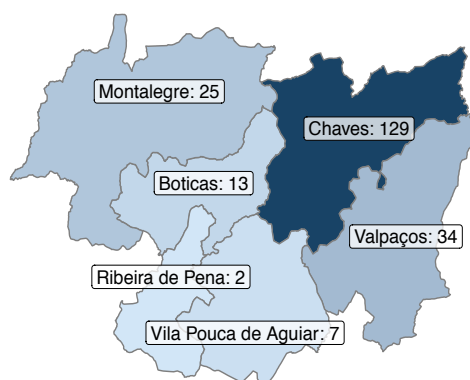 Montalegre: 25
Chaves: 129
Boticas: 13
Valpaços: 34
Ribeira de Pena: 2
Vila Pouca de Aguiar: 7